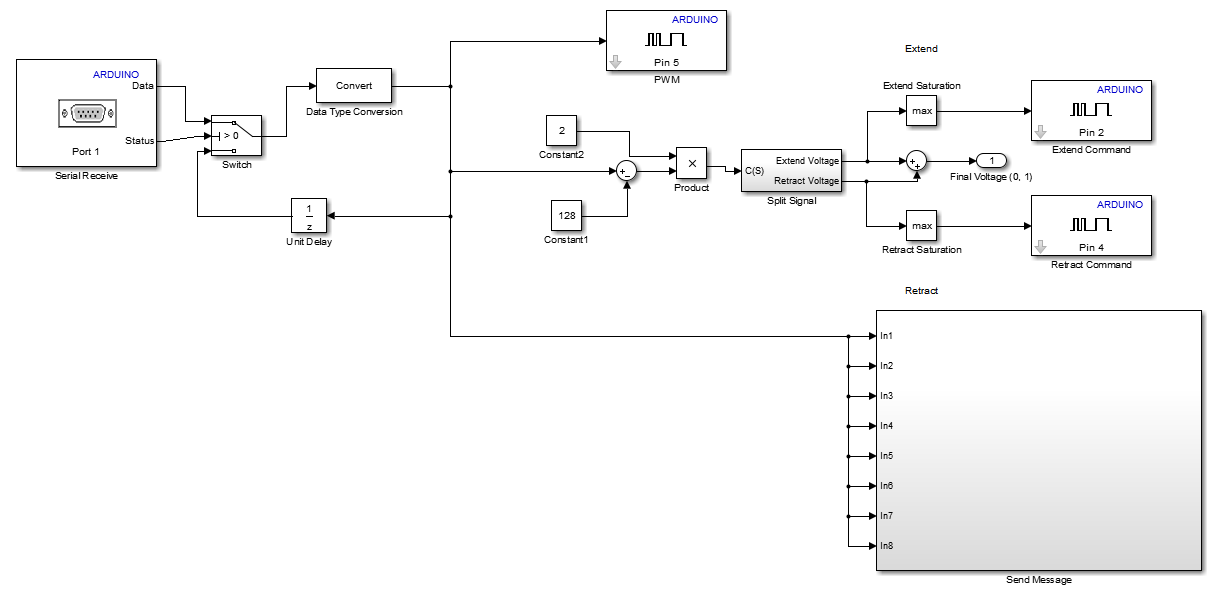 ARDUINO
Data
Status
Port 1
Serial Receive
> 0
Switch
Convert
Data Type Conversion
1
z
Unit Delay
ARDUINO
Pin 5
PWM
2
Constant2
128
Constant1
+
−
×
Product
C(S)
Extend Voltage
Retract Voltage
Split Signal
Extend
Extend Saturation
max
ARDUINO
Pin 2
Extend Command
+
+
1
Final Voltage (0, 1)
max
Retract Saturation
ARDUINO
Pin 4
Retract Command
Retract
In1
In2
In3
In4
In5
In6
In7
In8
Send Message